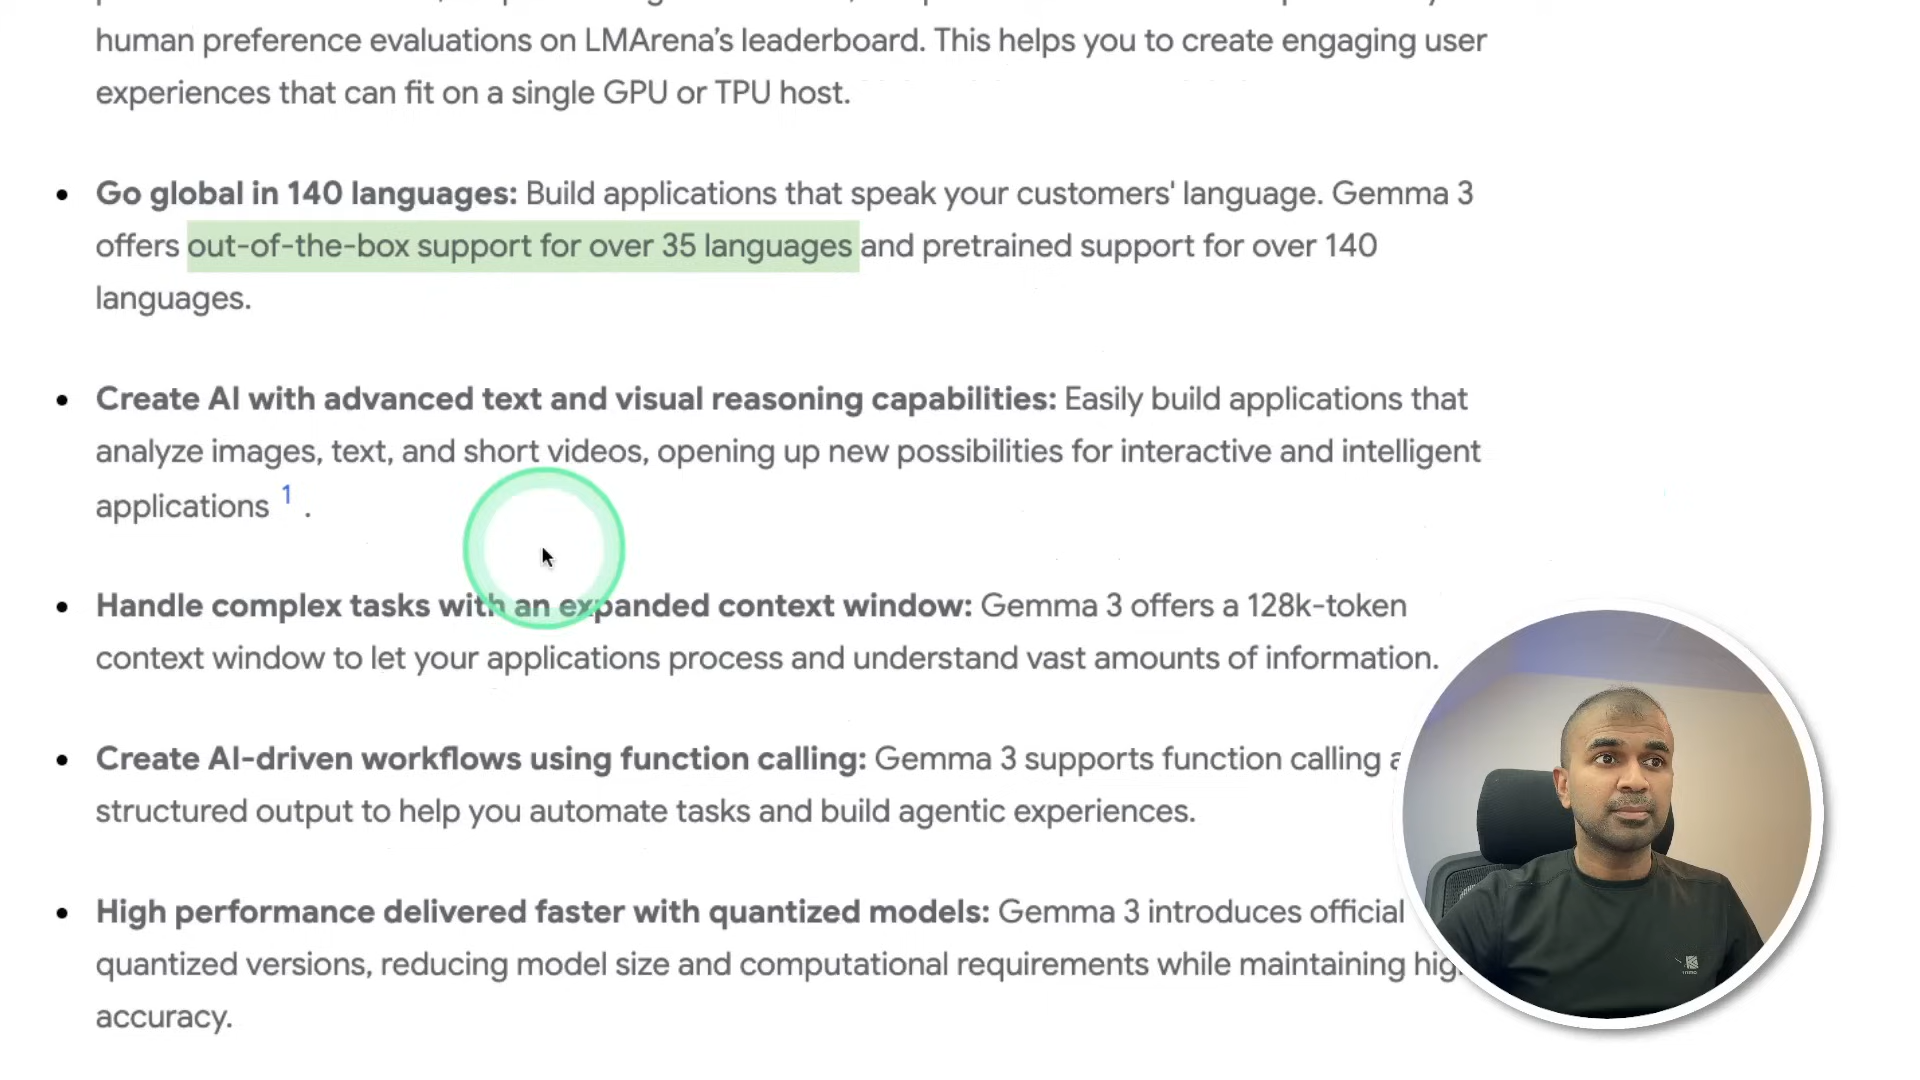 human preference evaluations on LMArena’s leaderboard. This helps you to create engaging user
experiences that can fit on a single GPU or TPU host.
• Go global in 140 languages: Build applications that speak your customers' language. Gemma 3
offers out-of-the-box support for over 35 languages and pretrained support for over 140
languages.
• Create AI with advanced text and visual reasoning capabilities: Easily build applications that
analyze images, text, and short videos, opening up new possibilities for interactive and intelligent
applications 1 .
• Handle complex tasks with an expanded context window: Gemma 3 offers a 128k-token
context window to let your applications process and understand vast amounts of information.
• Create AI-driven workflows using function calling: Gemma 3 supports function calling
structured output to help you automate tasks and build agentic experiences.
• High performance delivered faster with quantized models: Gemma 3 introduces official
quantized versions, reducing model size and computational requirements while maintaining
accuracy.